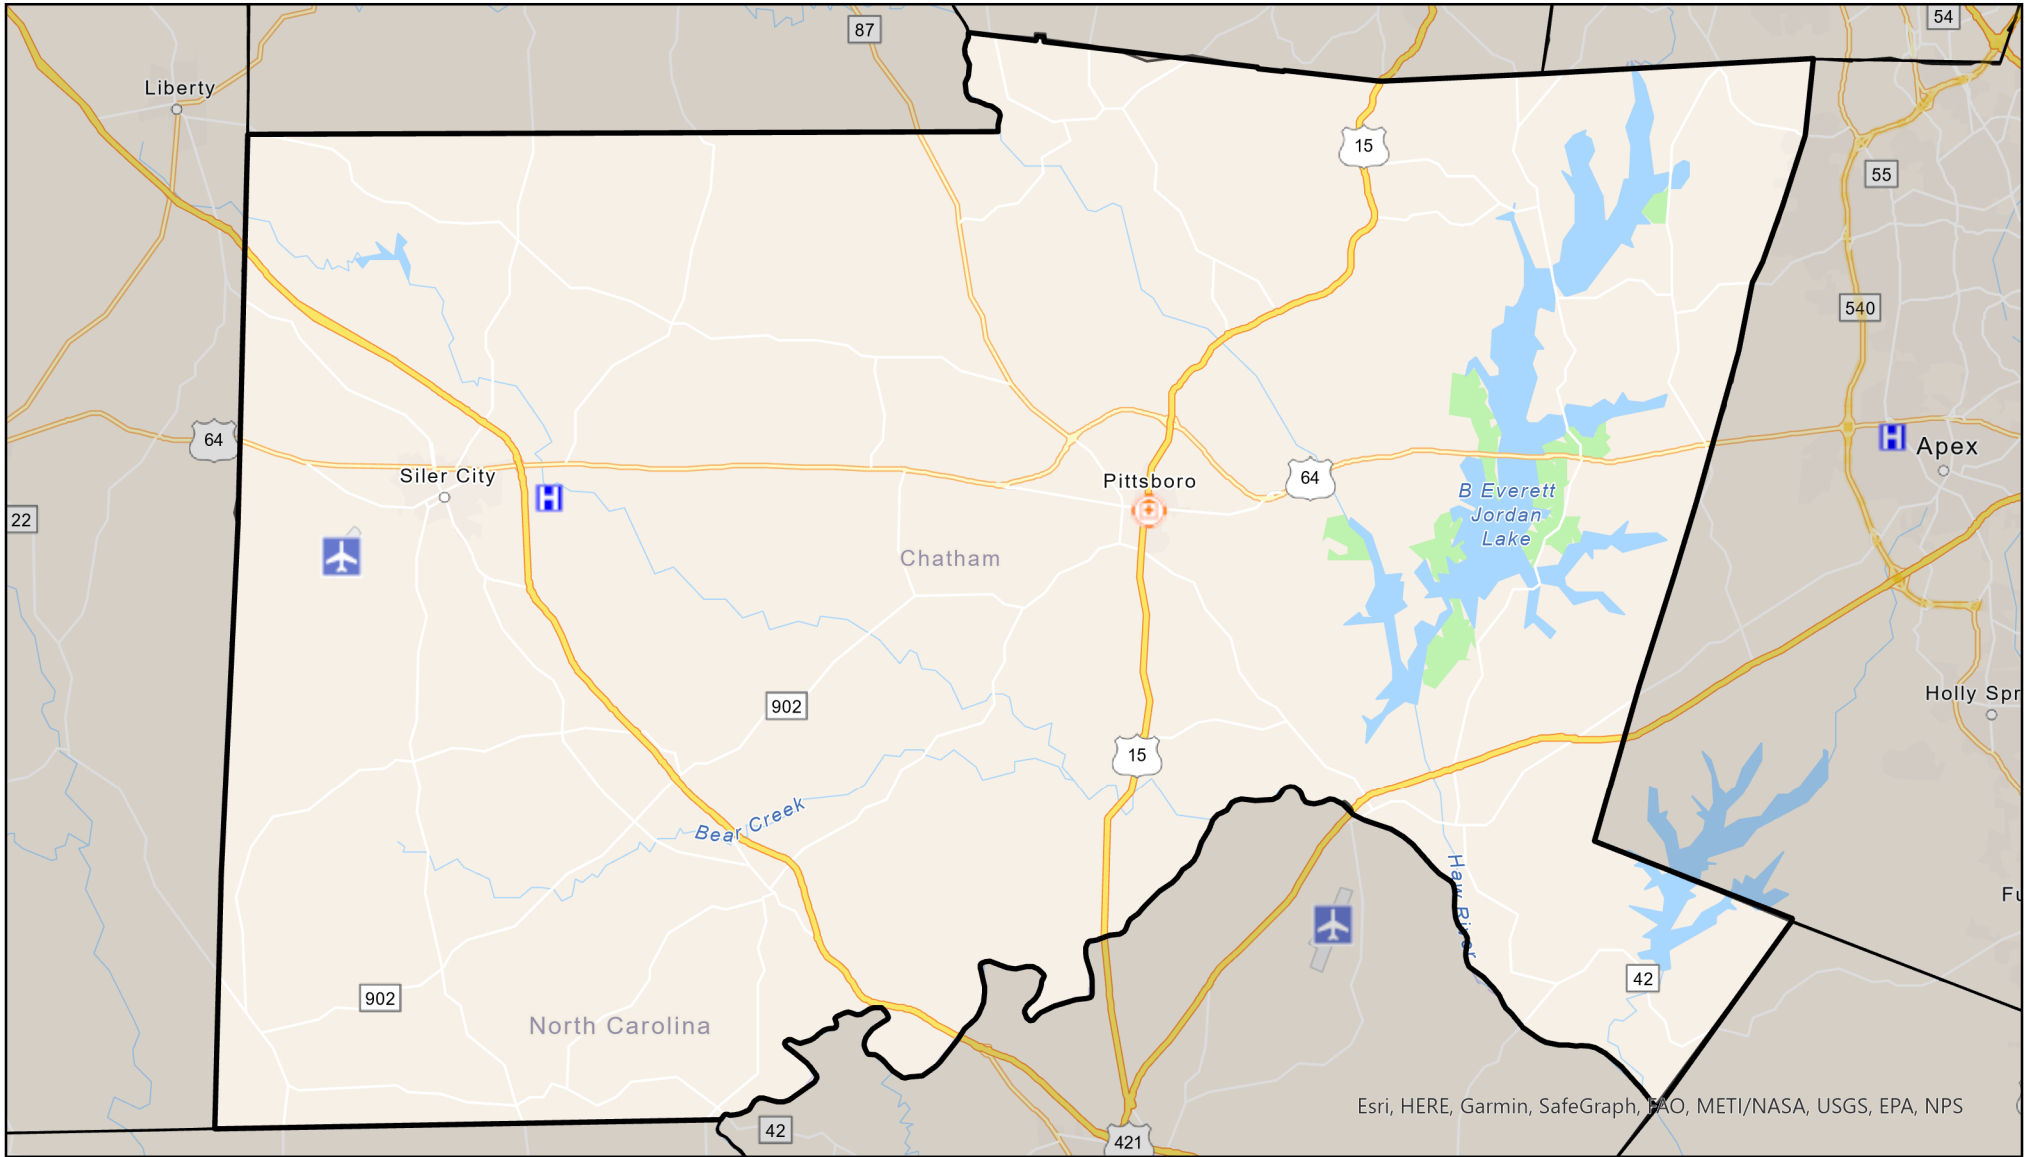 54
87
Liberty
15
55
540
64
Apex
Siler City
Pittsboro
64
B Everett
Jordan
Lake
22
Chatham
Holly Spr
902
15
Bear Creek
Haw River
Fu
42
902
North Carolina
Esri, HERE, Garmin, SafeGraph, FAO, METI/NASA, USGS, EPA, NPS
42
421
H
H